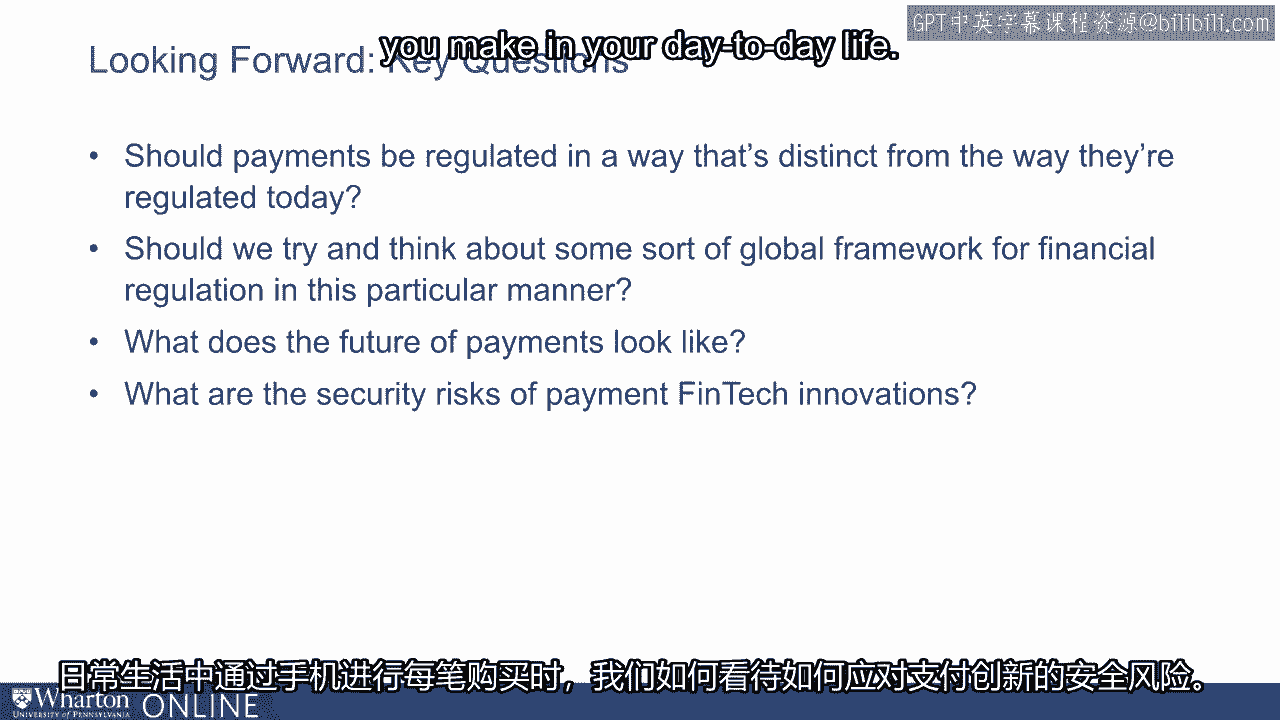 GPT中英字幕课程资源@bilibili.com
you make in your day-to-day life.
Looking Forward: Key Questions
• Should payments be regulated in a way that's distinct from the way they're
regulated today?
• Should we try and think about some sort of global framework for financial
regulation in this particular manner?
• What does the future of payments look like?
• What are the security risks of payment FinTech innovations?
日常生活中通过手机进行每笔购买时，我们如何看待如何应对支付创新的安全风险。
Wharton ONLINE
UNIVERSITY of PENNSYLVANIA